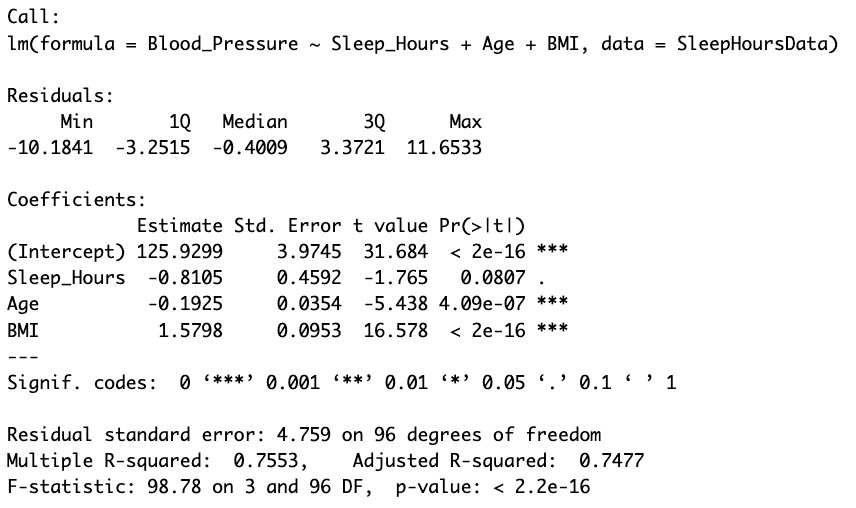 Call:
lm(formula = Blood_Pressure ~ Sleep_Hours + Age + BMI, data = SleepHoursData)
Residuals:
Min 1Q Median 3Q Max
-10.1841 -3.2515 -0.4009 3.3721 11.6533
Coefficients:
Estimate Std. Error t value Pr(>|t|)
(Intercept) 125.9299 3.9745 31.684 < 2e-16 ***
Sleep_Hours -0.8105 0.4592 -1.765 0.0807 .
Age -0.1925 0.0354 -5.438 4.09e-07 ***
BMI 1.5798 0.0953 16.578 < 2e-16 ***
---
Signif. codes: 0 ‘***’ 0.001 ‘**’ 0.01 ‘*’ 0.05 ‘.’ 0.1 ‘ ’ 1
Residual standard error: 4.759 on 96 degrees of freedom
Multiple R-squared: 0.7553, Adjusted R-squared: 0.7477
F-statistic: 98.78 on 3 and 96 DF, p-value: < 2.2e-16